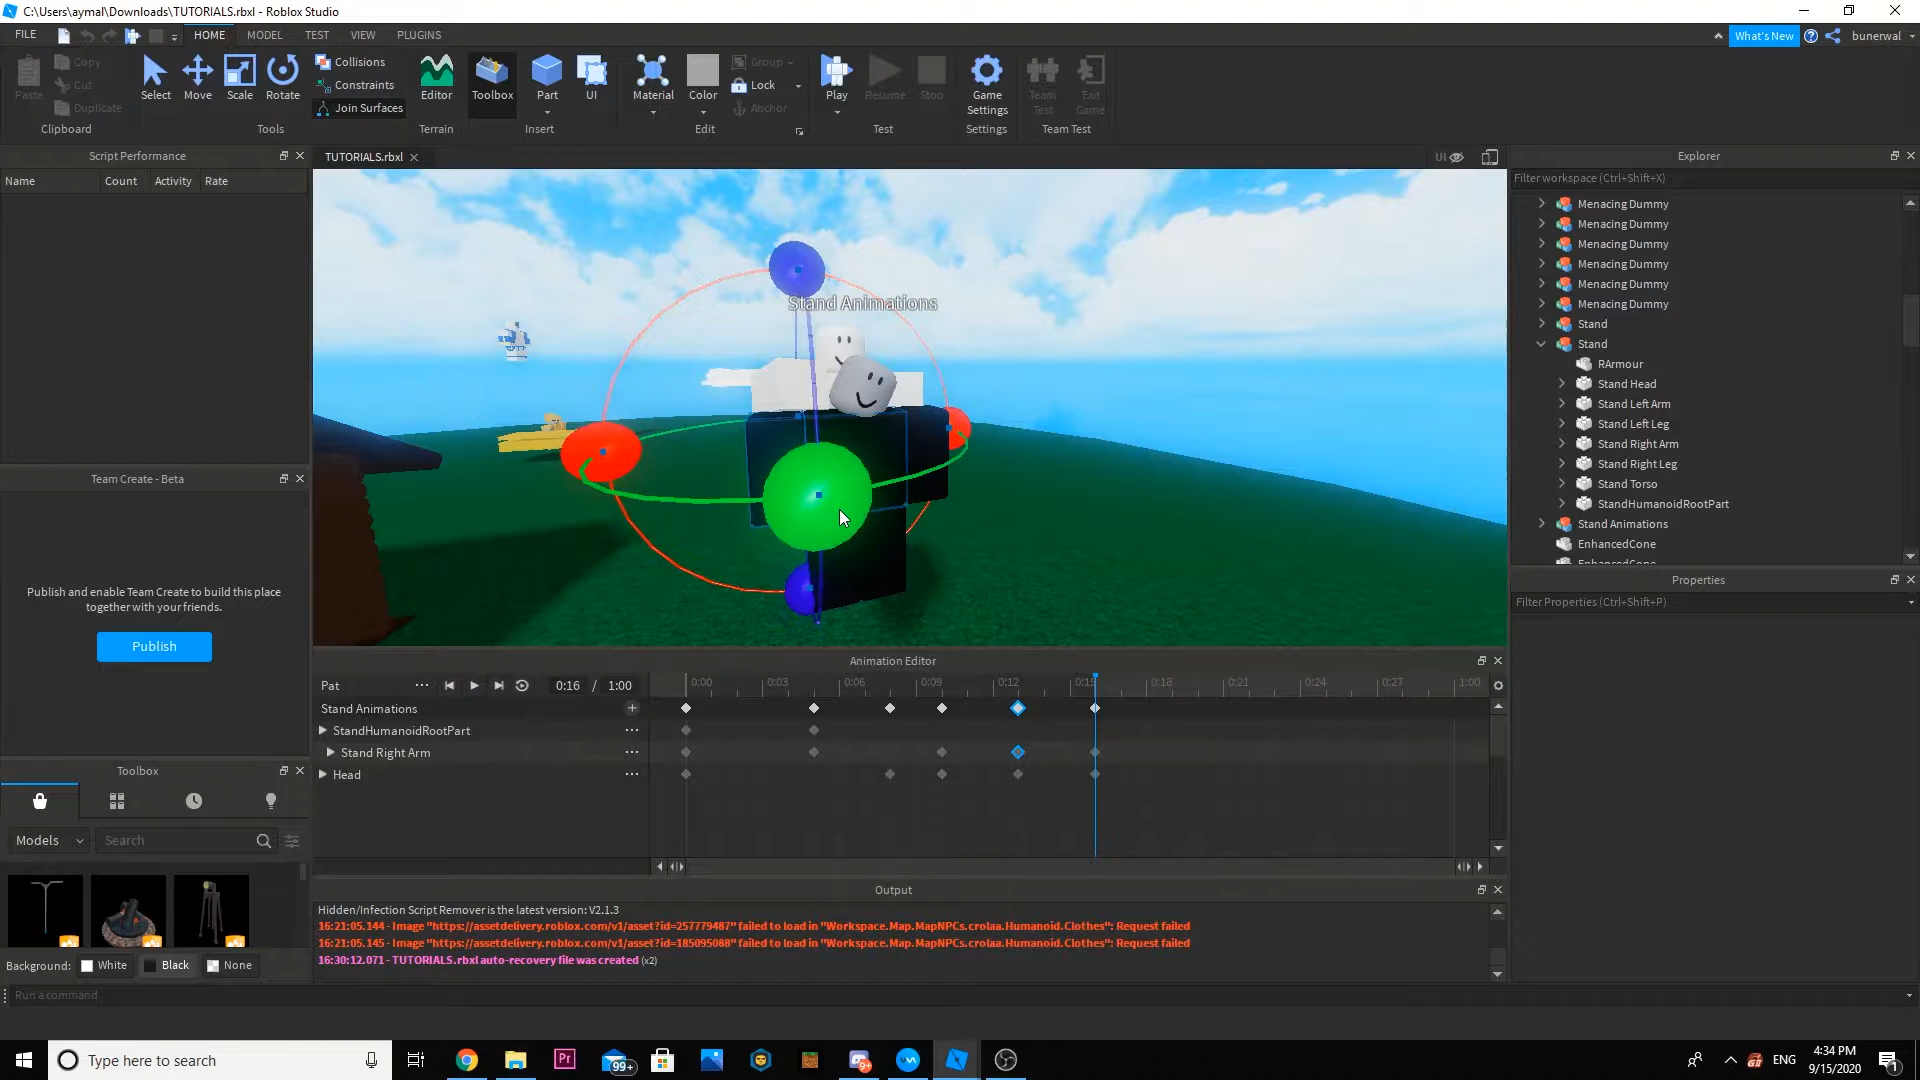 C:\Users\aymal\Downloads\TUTORIALS.rbxl - Roblox Studio
FILE HOME MODEL TEST VIEW PLUGINS What's New bunerwal
Paste Copy Cut Duplicate Clipboard
Select Move Scale Rotate Collisions Constraints Join Surfaces Tools
Editor Terrain
Toolbox Part UI Insert
Material Color Group Lock Anchor Edit
Play Resume Stop Test
Game Settings Settings
Team Test Exit Game Team Test
Script Performance
Name Count Activity Rate
TUTORIALS.rbxl
UI
Stand Animations
Explorer
Filter workspace (Ctrl+Shift+X)
Menacing Dummy
Menacing Dummy
Menacing Dummy
Menacing Dummy
Menacing Dummy
Menacing Dummy
Stand
Stand
RArmour
Stand Head
Stand Left Arm
Stand Left Leg
Stand Right Arm
Stand Right Leg
Stand Torso
StandHumanoidRootPart
Stand Animations
EnhancedCone
EnhancedCone
Properties
Filter Properties (Ctrl+Shift+P)
Team Create - Beta
Publish and enable Team Create to build this place
together with your friends.
Publish
Toolbox
Models Search
Background: White Black None
Animation Editor
Pat 0:16 / 1:00 0:00 0:03 0:06 0:09 0:12 0:15 0:18 0:21 0:24 0:27 1:00
Stand Animations
StandHumanoidRootPart
Stand Right Arm
Head
Output
Hidden/Infection Script Remover is the latest version: V2.1.3
16:21:05.144 - Image "https://assetdelivery.roblox.com/v1/asset?id=257779487" failed to load in "Workspace.Map.MapNPCs.crolaa.Humanoid.Clothes": Request failed
16:21:05.145 - Image "https://assetdelivery.roblox.com/v1/asset?id=185095088" failed to load in "Workspace.Map.MapNPCs.crolaa.Humanoid.Clothes": Request failed
16:30:12.071 - TUTORIALS.rbxl auto-recovery file was created (x2)
Run a command
Type here to search
Pr
99+
9+
ENG
4:34 PM
9/15/2020
1